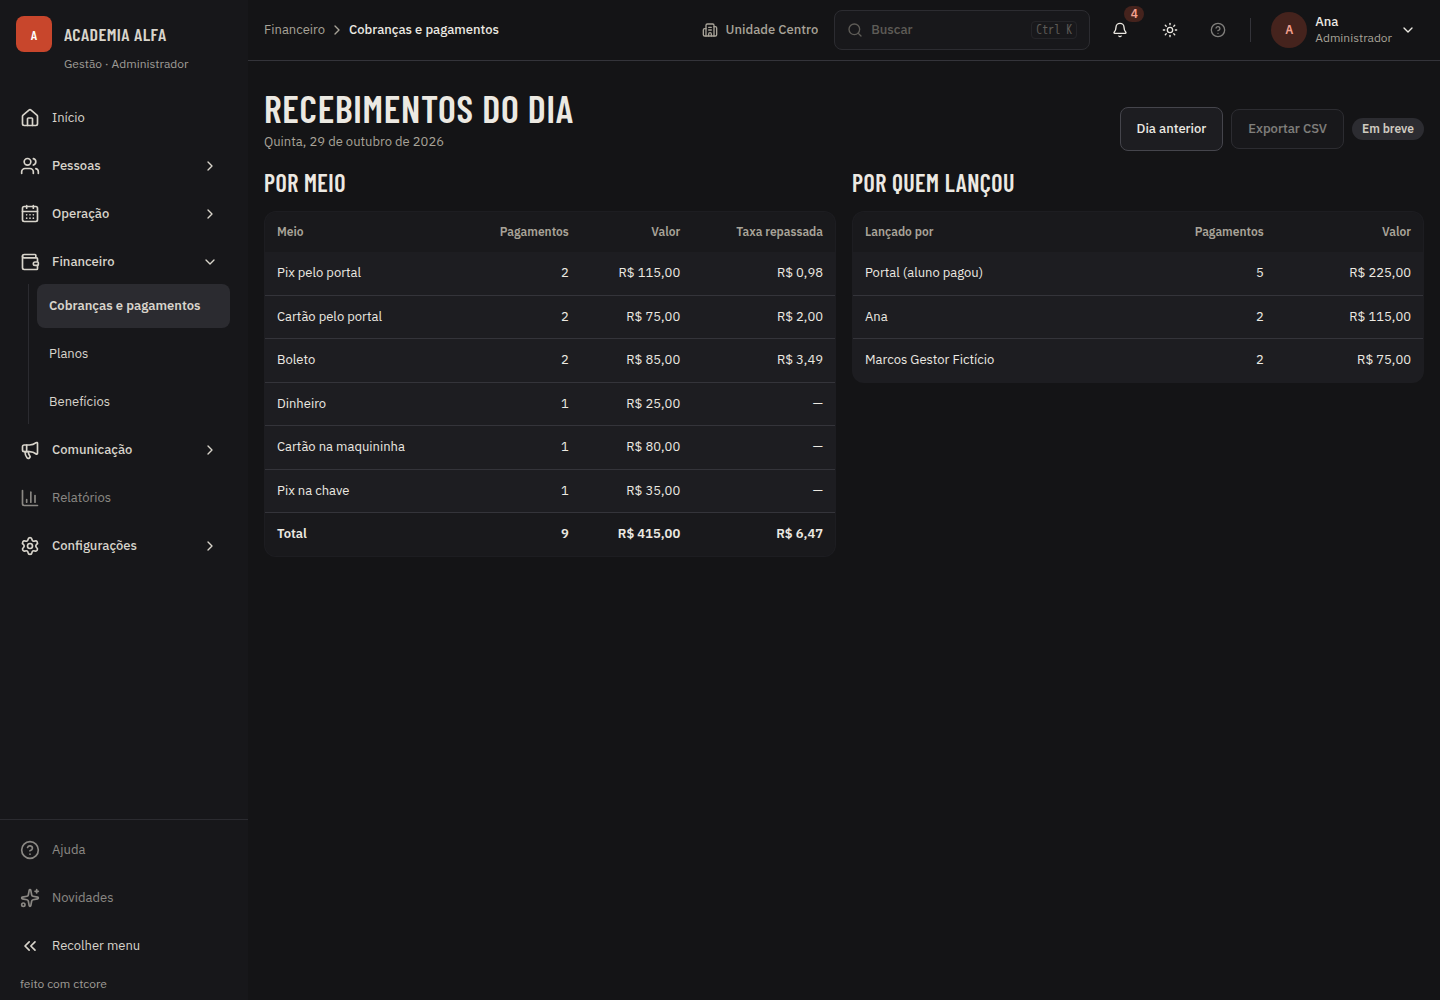 A
ACADEMIA ALFA
Gestão · Administrador
Início
Pessoas
Operação
Financeiro
Cobranças e pagamentos
Planos
Benefícios
Comunicação
Relatórios
Configurações
Ajuda
Novidades
Recolher menu
feito com ctcore
Financeiro > Cobranças e pagamentos
Unidade Centro
Buscar
Ctrl K
4
A
Ana
Administrador
RECEBIMENTOS DO DIA
Quinta, 29 de outubro de 2026
Dia anterior
Exportar CSV
Em breve
POR MEIO
Meio Pagamentos Valor Taxa repassada
Pix pelo portal 2 R$ 115,00 R$ 0,98
Cartão pelo portal 2 R$ 75,00 R$ 2,00
Boleto 2 R$ 85,00 R$ 3,49
Dinheiro 1 R$ 25,00 —
Cartão na maquininha 1 R$ 80,00 —
Pix na chave 1 R$ 35,00 —
Total 9 R$ 415,00 R$ 6,47
POR QUEM LANÇOU
Lançado por Pagamentos Valor
Portal (aluno pagou) 5 R$ 225,00
Ana 2 R$ 115,00
Marcos Gestor Fictício 2 R$ 75,00